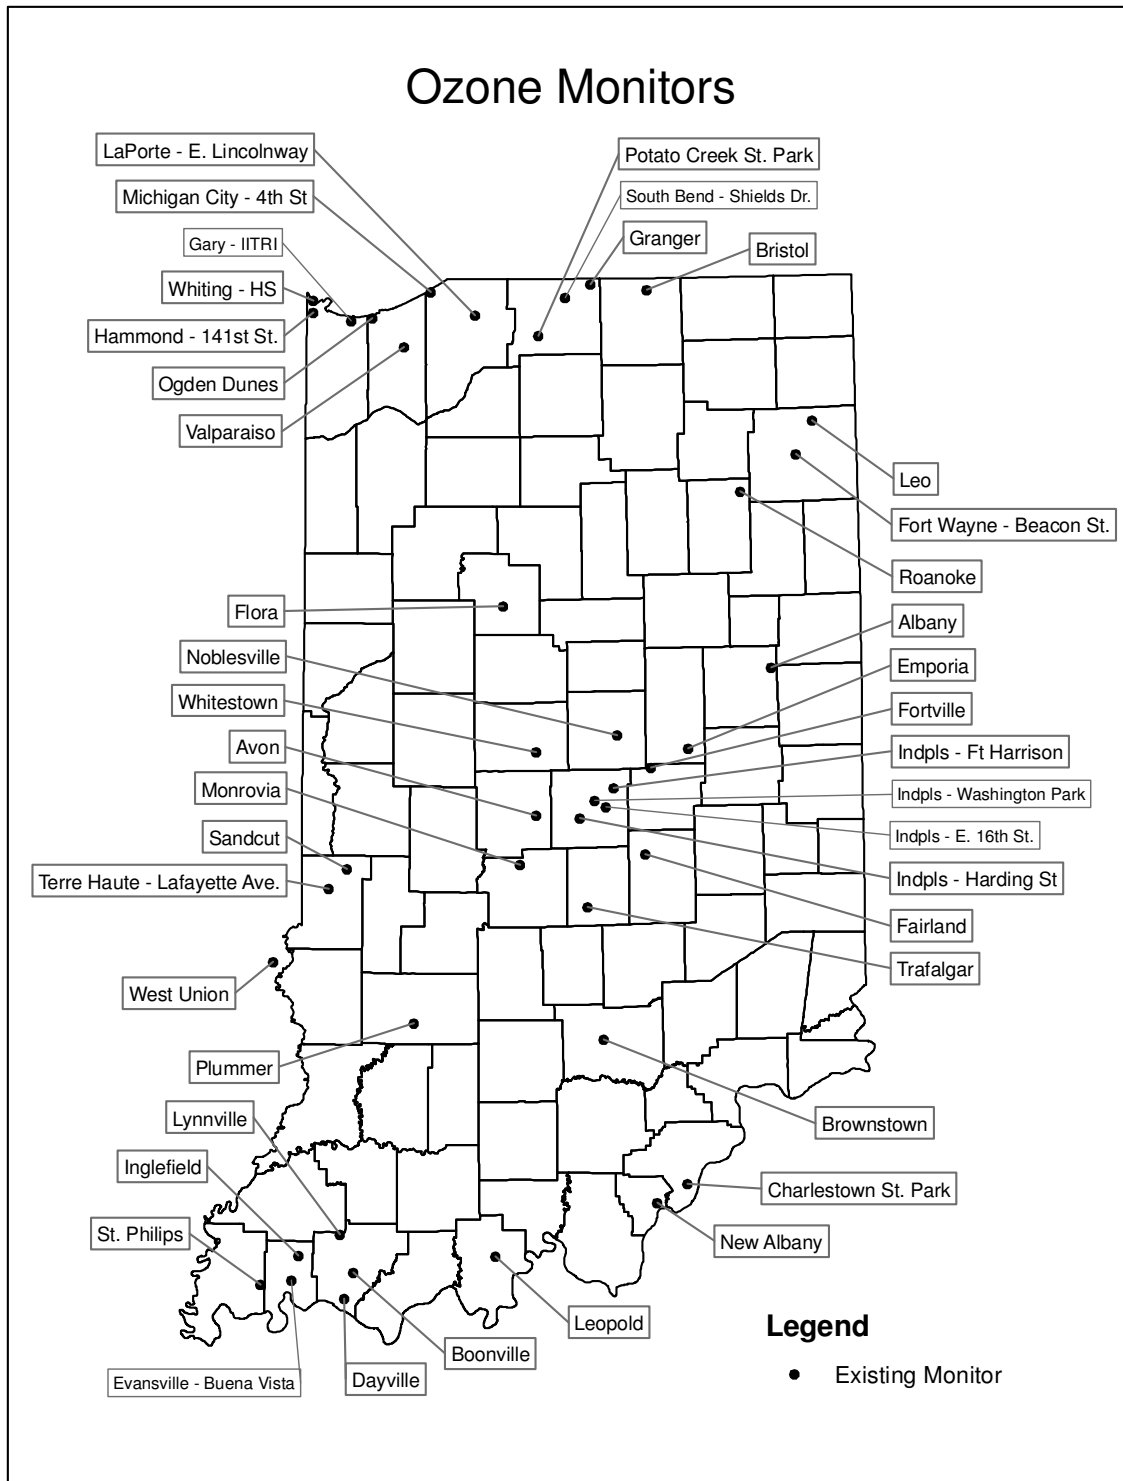 Ozone Monitors
LaPorte - E. Lincolnway
Potato Creek St. Park
Michigan City - 4th St
South Bend - Shields Dr.
Gary - IITRI
Granger
Bristol
Whiting - HS
Hammond - 141st St.
Ogden Dunes
Valparaiso
Leo
Fort Wayne - Beacon St.
Roanoke
Flora
Albany
Noblesville
Emporia
Whitestown
Fortville
Avon
Indpls - Ft Harrison
Monrovia
Indpls - Washington Park
Sandcut
Indpls - E. 16th St.
Terre Haute - Lafayette Ave.
Indpls - Harding St
Fairland
Trafalgar
West Union
Plummer
Lynnville
Brownstown
Inglefield
Charlestown St. Park
St. Philips
New Albany
Leopold
Legend
Boonville
Existing Monitor
Dayville
Evansville - Buena Vista